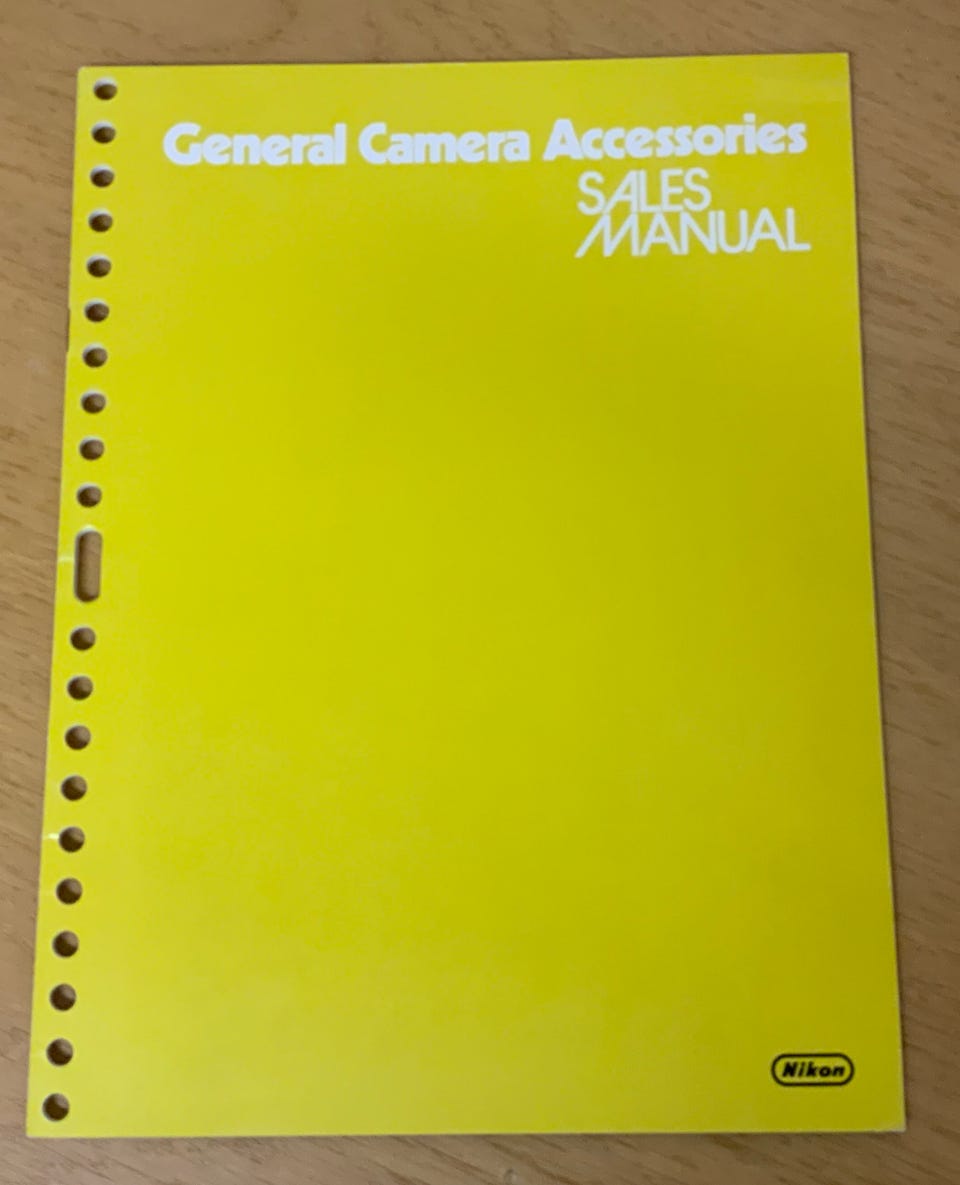 General Camera Accessories
SALES
MANUAL
Nikon